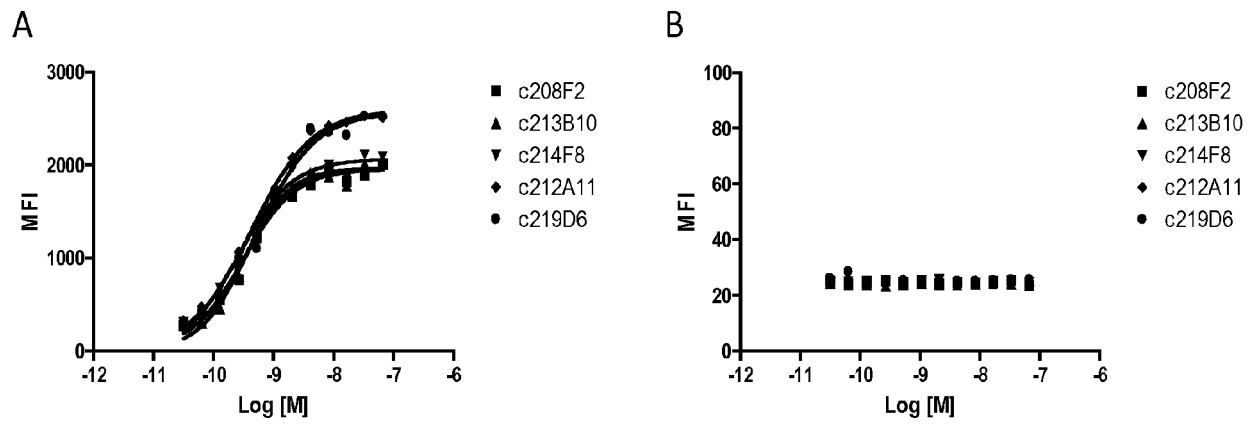 A
3000
2000
1000
0
-12 -11 -10 -9 -8 -7 -6
MFI
Log [M]
c208F2
c213B10
c214F8
c212A11
c219D6
B
100
80
60
40
20
0
-12 -11 -10 -9 -8 -7 -6
MFI
Log [M]
c208F2
c213B10
c214F8
c212A11
c219D6